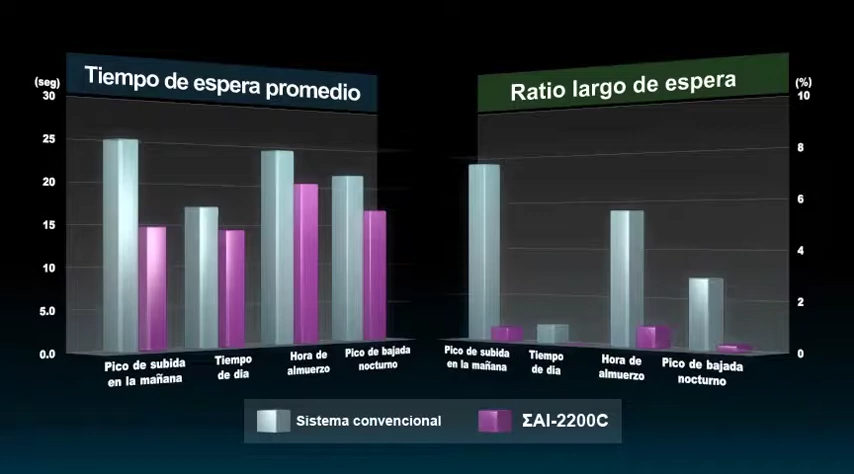 Tiempo de espera promedio
(seg)
30
25
20
15
10
5.0
0.0
Pico de subida
en la mañana
Tiempo
de dia
Hora de
almuerzo
Pico de bajada
nocturno
Ratio largo de espera
(%)
10
8
6
4
2
0
Pico de subida
en la mañana
Tiempo
de dia
Hora de
almuerzo
Pico de bajada
nocturno
Sistema convencional
ΣAI-2200C